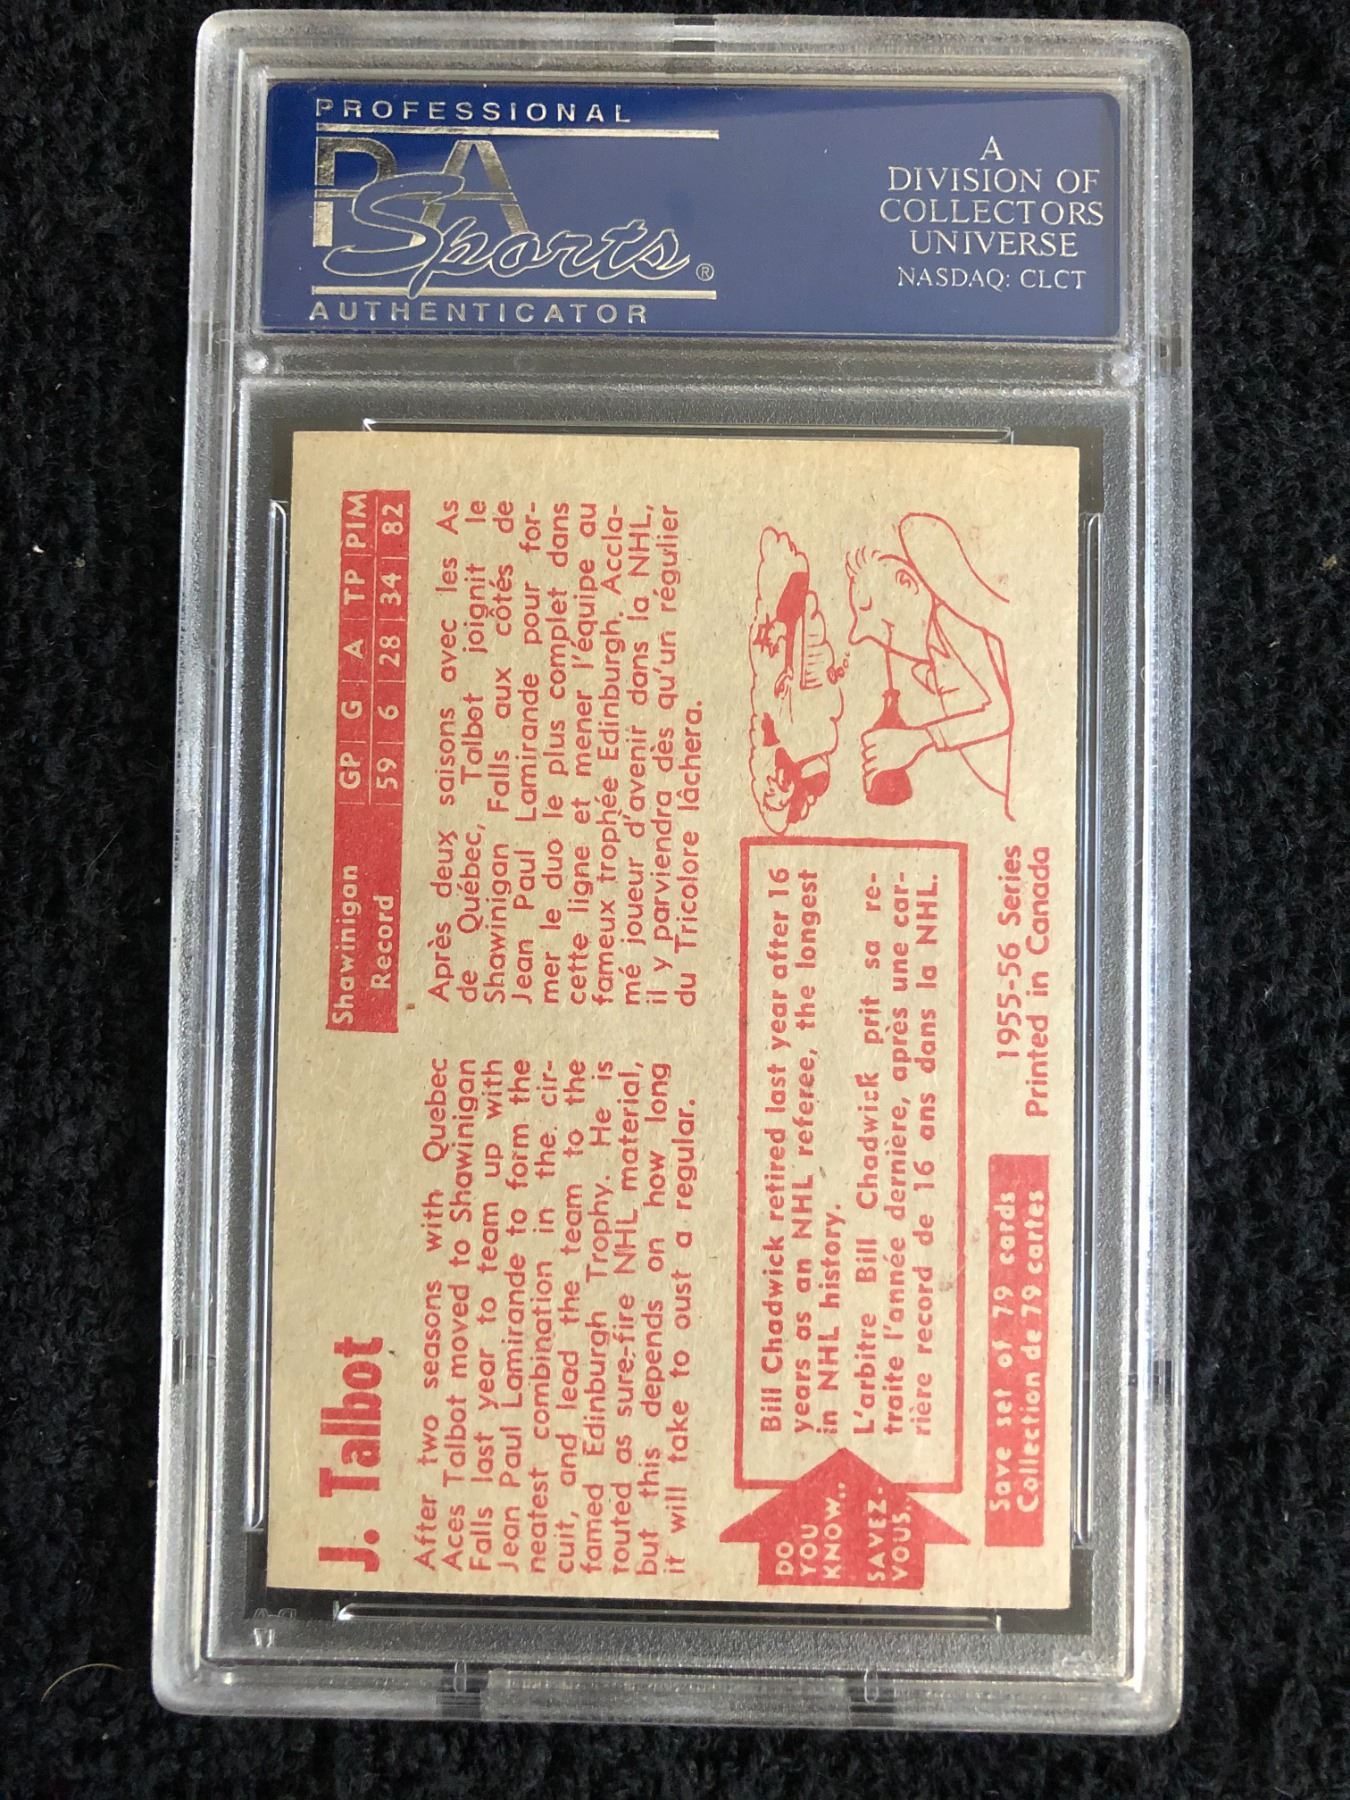 PROFESSIONAL
PSA
Sports®
AUTHENTICATOR
A
DIVISION OF
COLLECTORS
UNIVERSE
NASDAQ: CLCT
J. Talbot
Shawinigan
Record
GP G A TP PIM
59 6 28 34 82
After two seasons with Quebec
Aces Talbot moved to Shawinigan
Falls last year to team up with
Jean Paul Lamirande to form the
neatest combination in the cir-
cuit, and lead the team to the
famed Edinburgh Trophy. He is
touted as sure-fire NHL material,
but this depends on how long
it will take to oust a regular.
Après deux saisons avec les As
de Québec, Talbot joignit le
Shawinigan Falls aux côtés de
Jean Paul Lamirande pour for-
mer le duo le plus complet dans
cette ligne et mener l'équipe au
fameux trophée Edinburgh. Accla-
mé joueur d'avenir dans la NHL,
il y parviendra dès qu'un régulier
du Tricolore lâchera.
DO
YOU
KNOW..
SAVEZ-
VOUS..
Bill Chadwick retired last year after 16
years as an NHL referee, the longest
in NHL history.
L'arbitre Bill Chadwick prit sa re-
traite l'année dernière, après une car-
rière record de 16 ans dans la NHL.
Save set of 79 cards
Collection de 79 cartes
1955-56 Series
Printed in Canada